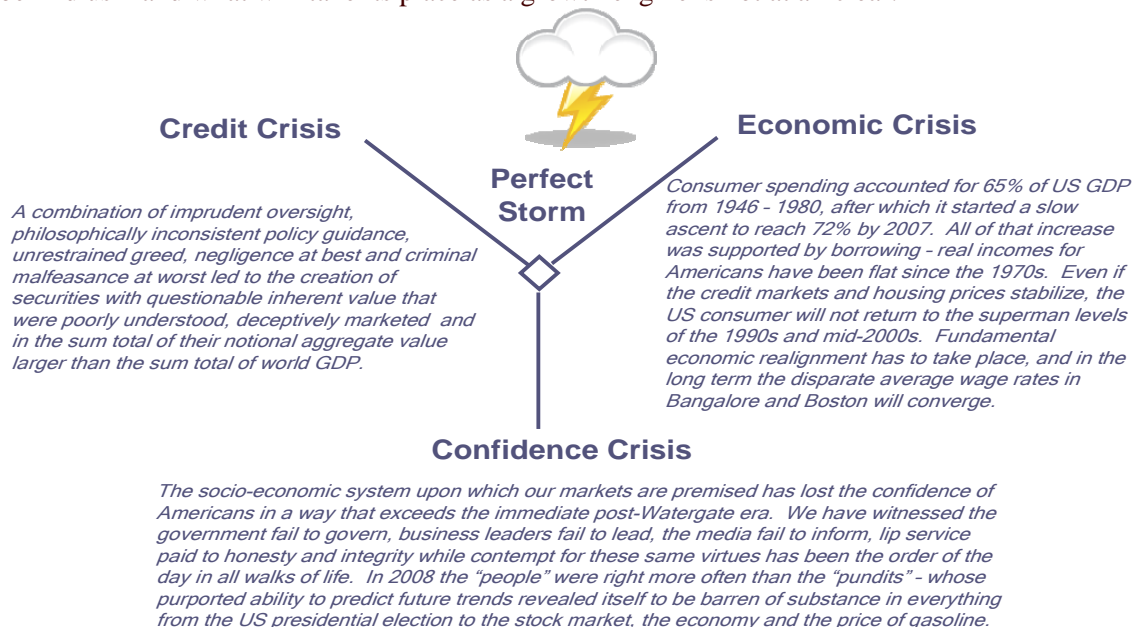 Credit Crisis
Economic Crisis
Perfect
Storm
A combination of imprudent oversight,
philosophically inconsistent policy guidance,
unrestrained greed, negligence at best and criminal
malfeasance at worst led to the creation of
securities with questionable inherent value that
were poorly understood, deceptively marketed and
in the sum total of their notional aggregate value
larger than the sum total of world GDP.
Consumer spending accounted for 65% of US GDP
from 1946 – 1980, after which it started a slow
ascent to reach 72% by 2007. All of that increase
was supported by borrowing – real incomes for
Americans have been flat since the 1970s. Even if
the credit markets and housing prices stabilize, the
US consumer will not return to the superman levels
of the 1990s and mid-2000s. Fundamental
economic realignment has to take place, and in the
long term the disparate average wage rates in
Bangalore and Boston will converge.
Confidence Crisis
The socio-economic system upon which our markets are premised has lost the confidence of
Americans in a way that exceeds the immediate post-Watergate era. We have witnessed the
government fail to govern, business leaders fail to lead, the media fail to inform, lip service
paid to honesty and integrity while contempt for these same virtues has been the order of the
day in all walks of life. In 2008 the “people” were right more often than the “pundits” – whose
purported ability to predict future trends revealed itself to be barren of substance in everything
from the US presidential election to the stock market, the economy and the price of gasoline.